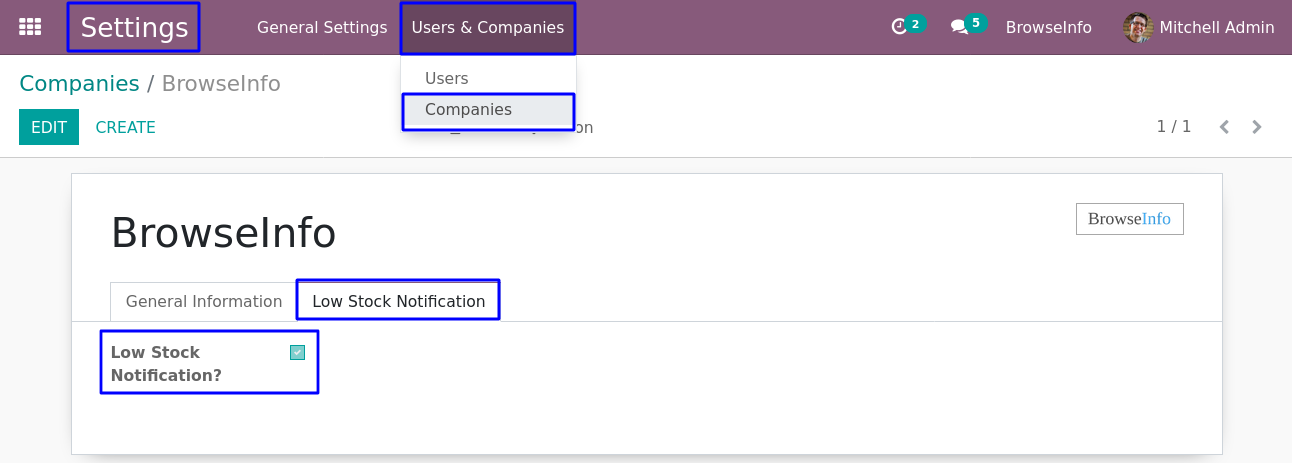 Settings General Settings Users & Companies 2 5 BrowseInfo Mitchell Admin
Users
Companies / BrowseInfo
Companies
EDIT CREATE on 1 / 1
BrowseInfo
BrowseInfo
General Information Low Stock Notification
Low Stock
Notification?